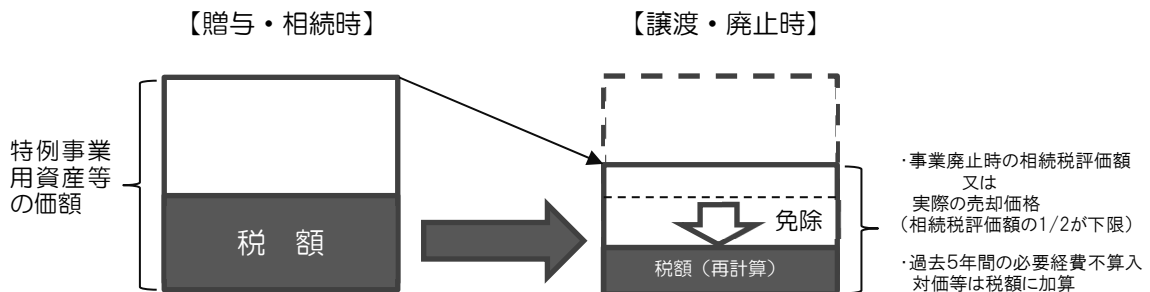 【贈与・相続時】
【譲渡・廃止時】
特例事業
用資産等
の価額
税 額
免除
税額（再計算）
・事業廃止時の相続税評価額
又は
実際の売却価格
（相続税評価額の1/2が下限）
・過去5年間の必要経費不算入
対価等は税額に加算